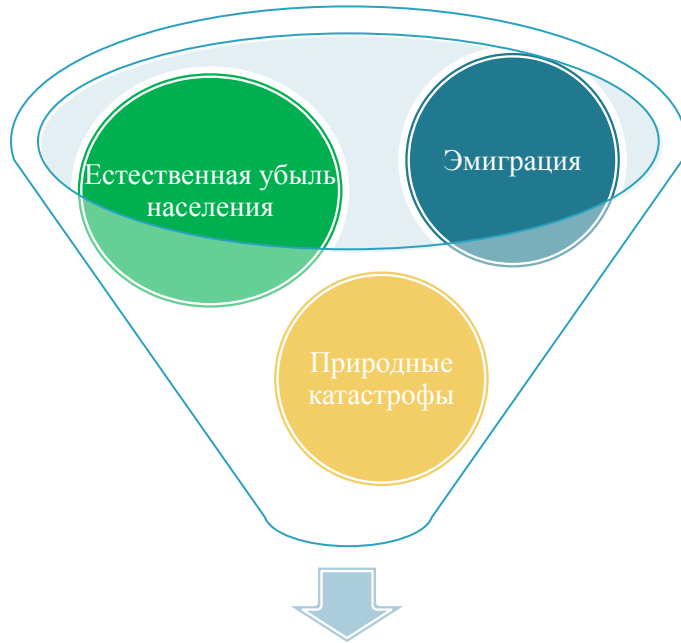 Естественная убыль
населения
Эмиграция
Природные
катастрофы